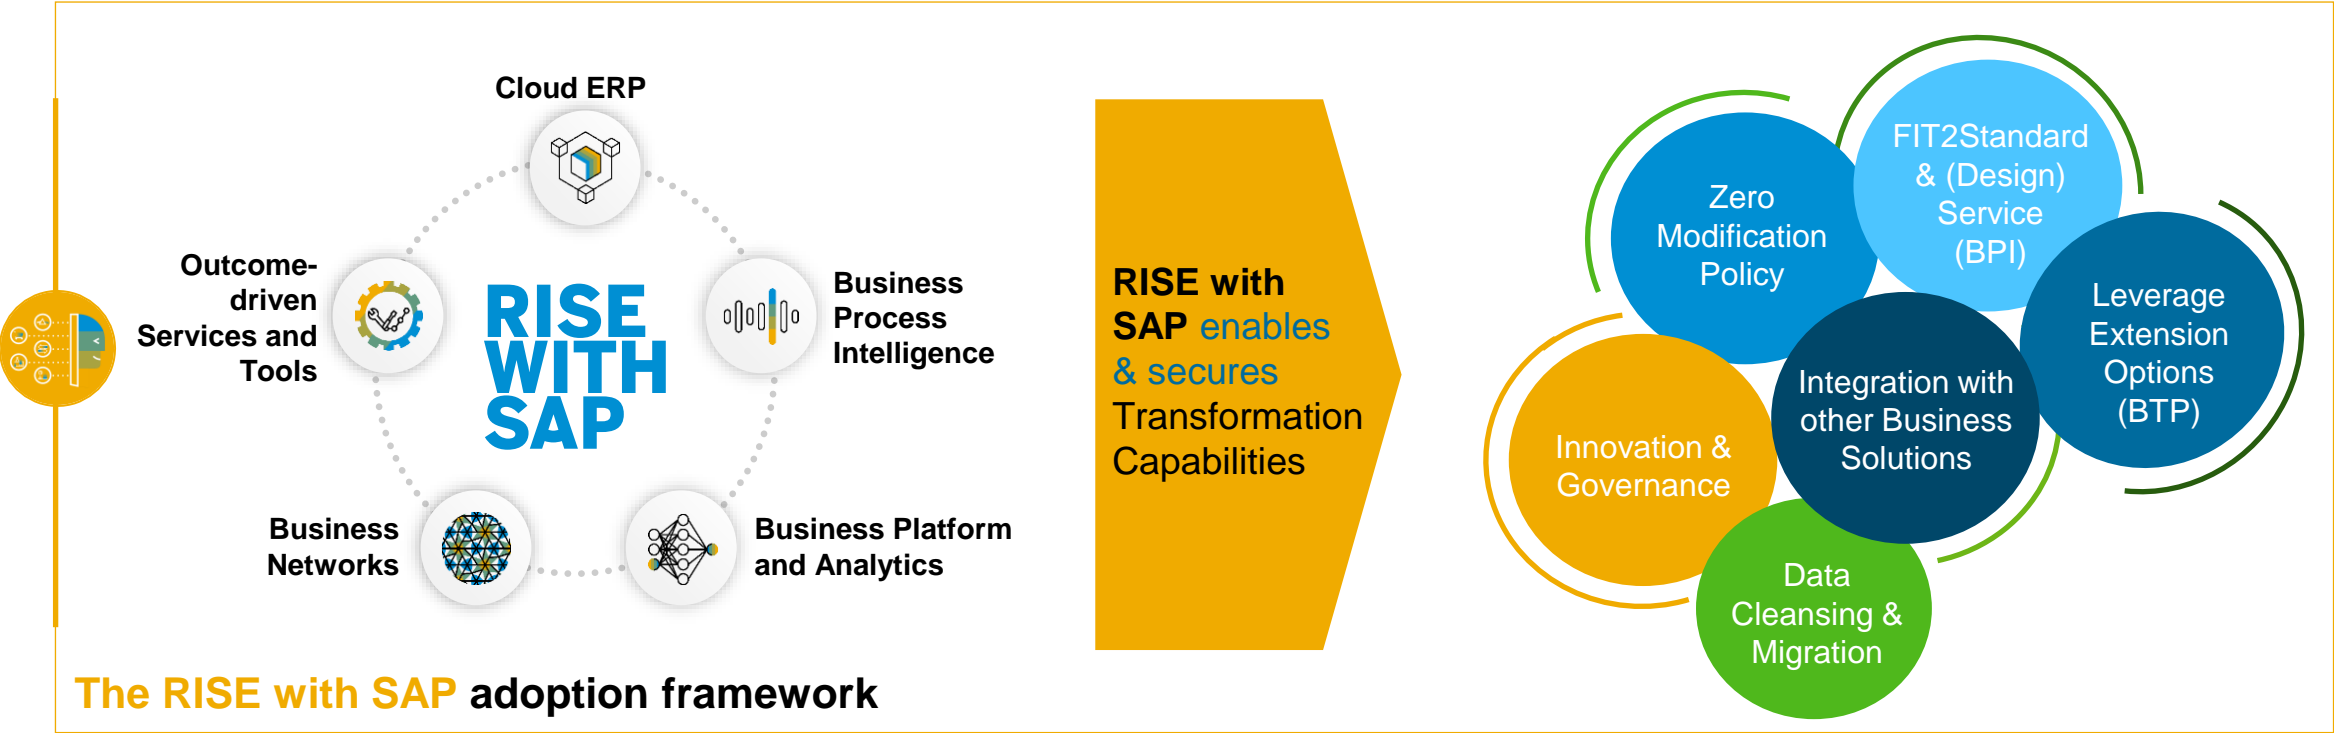 Cloud ERP
Outcome-
driven
Services and
Tools
RISE
WITH
SAP
Business
Process
Intelligence
Business
Networks
Business Platform
and Analytics
The RISE with SAP adoption framework
RISE with
SAP enables
& secures
Transformation
Capabilities
Zero
Modification
Policy
FIT2Standard
& (Design)
Service
(BPI)
Leverage
Extension
Options
(BTP)
Integration with
other Business
Solutions
Innovation &
Governance
Data
Cleansing &
Migration